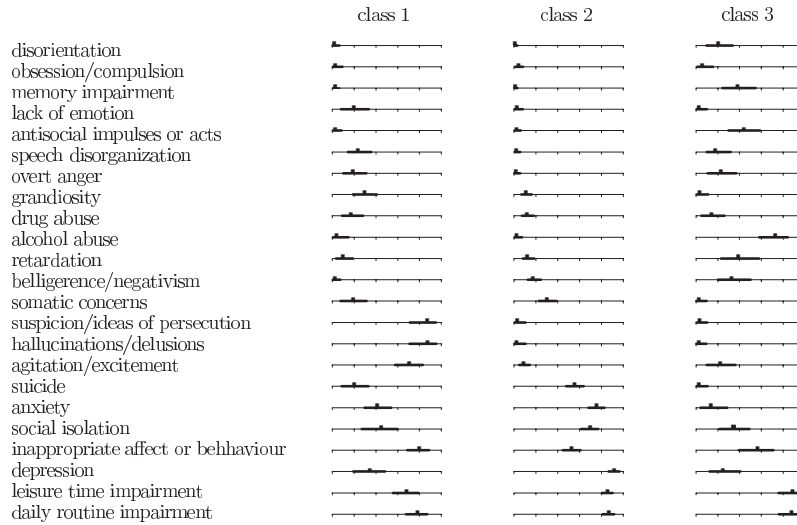 class 1 class 2 class 3
disorientation
obsession/compulsion
memory impairment
lack of emotion
antisocial impulses or acts
speech disorganization
overt anger
grandiosity
drug abuse
alcohol abuse
retardation
belligerence/negativism
somatic concerns
suspicion/ideas of persecution
hallucinations/delusions
agitation/excitement
suicide
anxiety
social isolation
inappropriate affect or behhaviour
depression
leisure time impairment
daily routine impairment